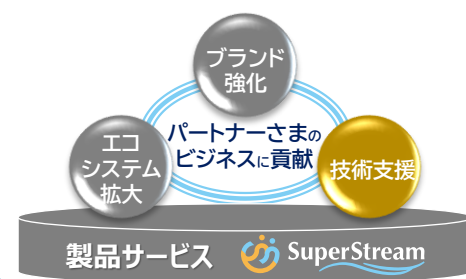 ブランド
強化
パートナーさまの
ビジネスに貢献
エコ
システム
拡大
技術支援
製品サービス SuperStream